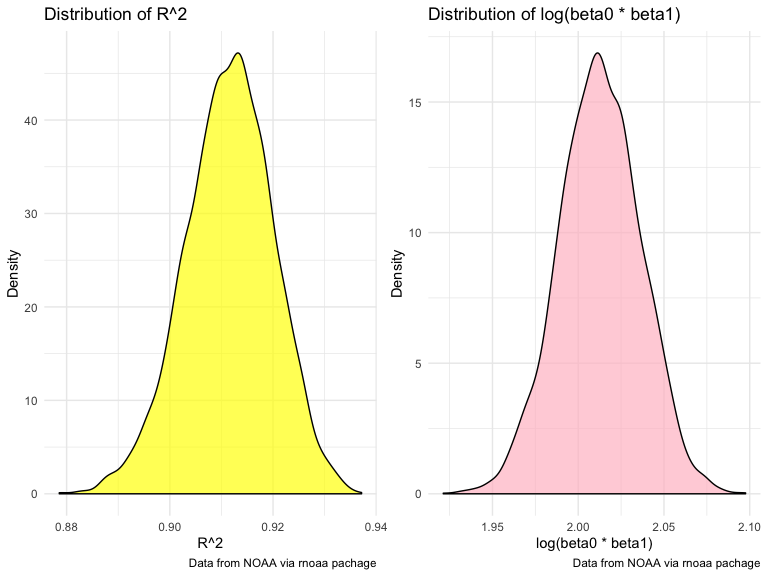 Distribution of R^2
Density
40
30
20
10
0
0.88 0.90 0.92 0.94
R^2
Data from NOAA via rnoaa pachage
Distribution of log(beta0 * beta1)
Density
15
10
5
0
1.95 2.00 2.05 2.10
log(beta0 * beta1)
Data from NOAA via rnoaa pachage